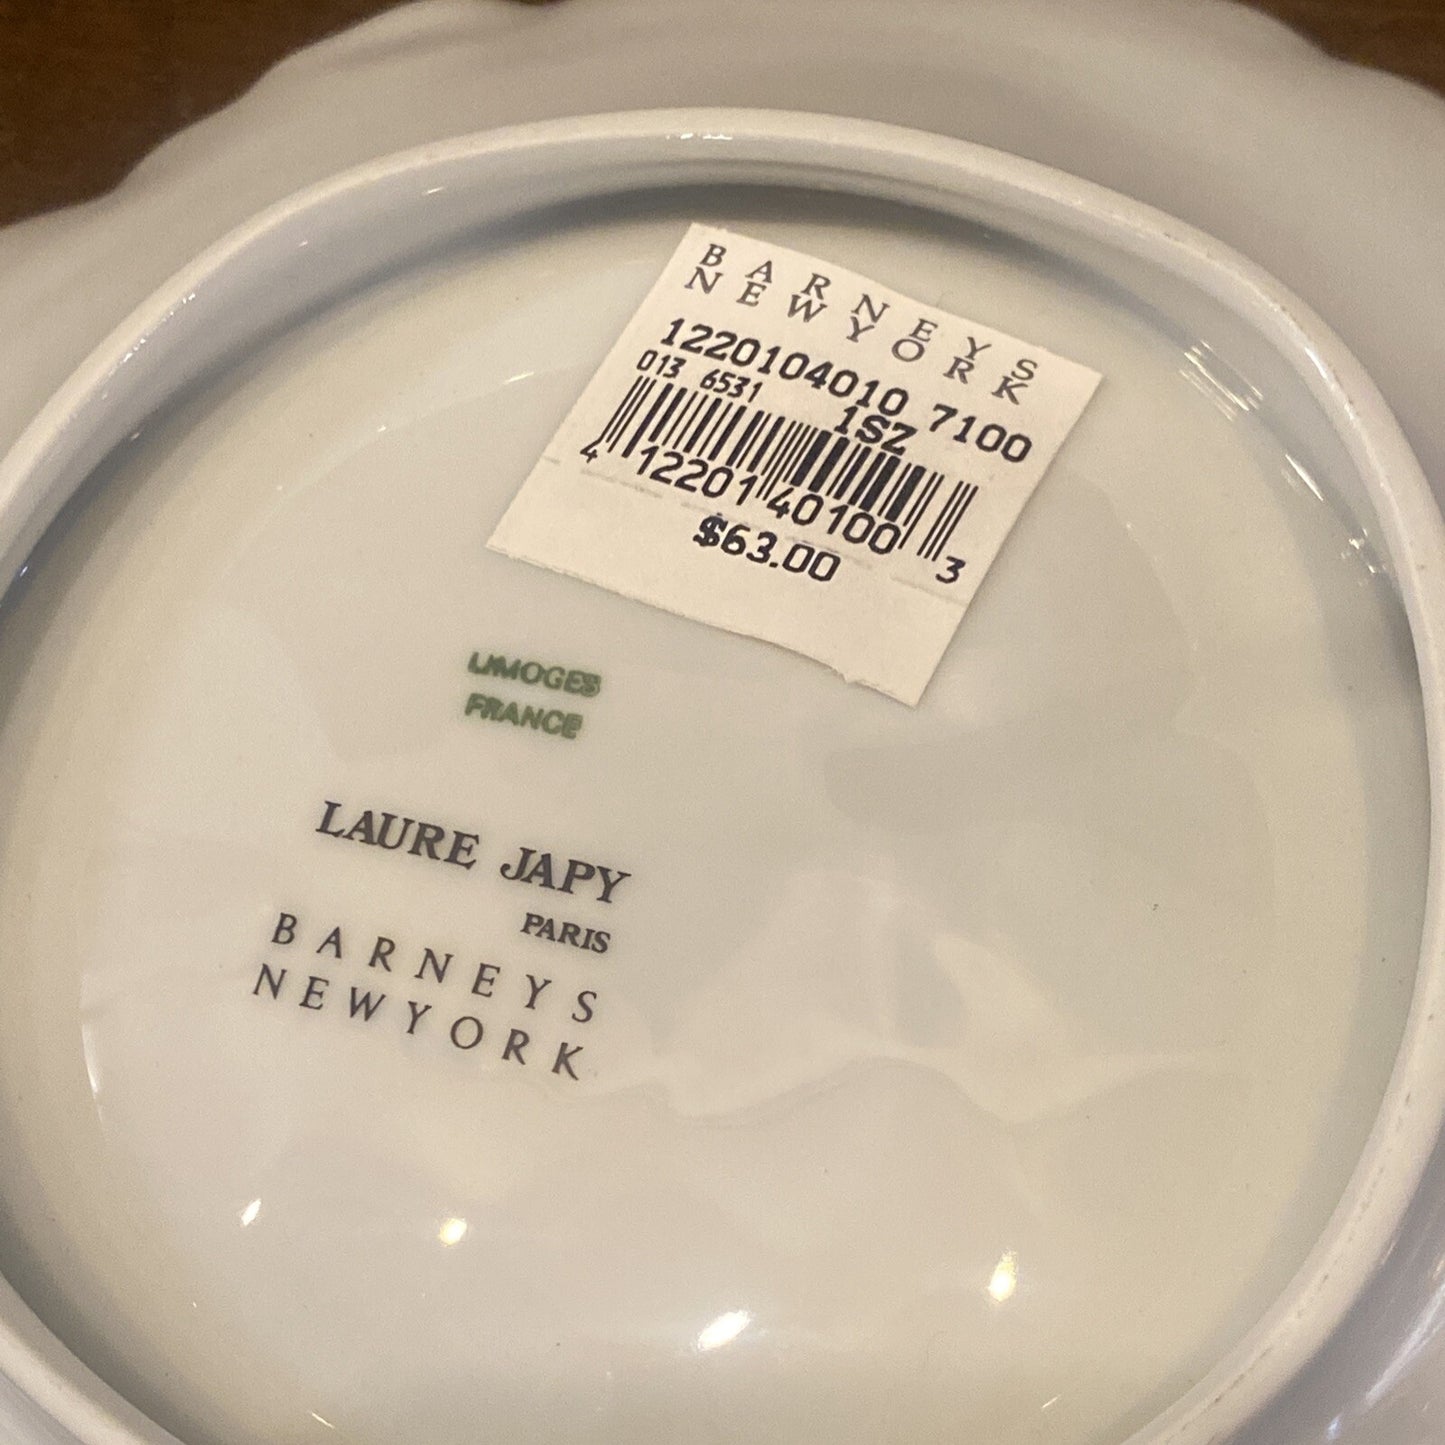 BARNEYS
NEWYORK
1220104010 7100
013 6531 1SZ
4 12201 40100 3
$63.00
LIMOGES
FRANCE
LAURE JAPY
PARIS
BARNEYS
NEWYORK